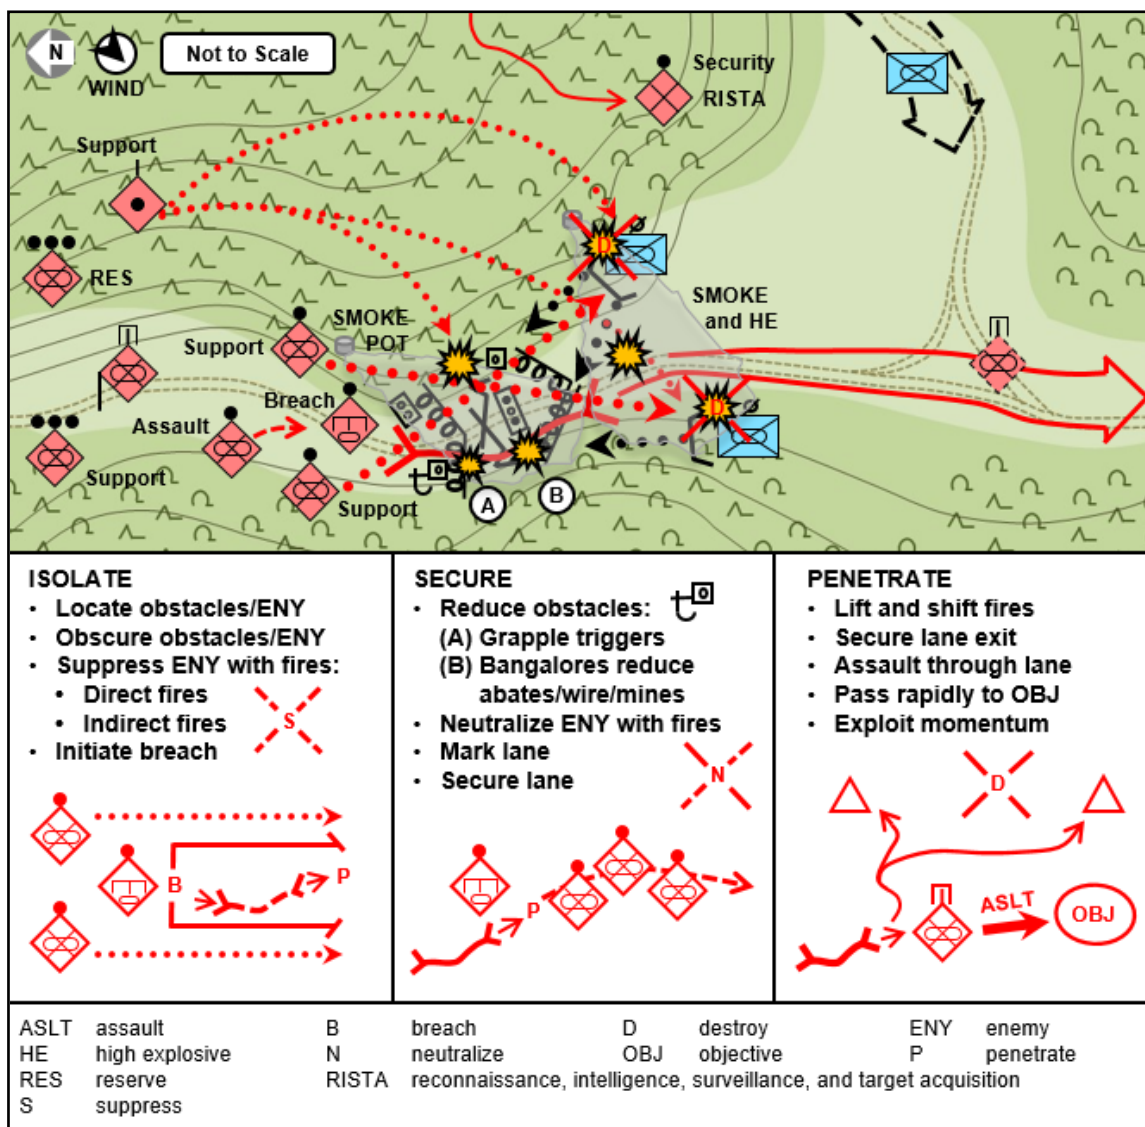 N
WIND
Not to Scale
Security
RISTA
Support
RES
SMOKE
POT
Support
D
SMOKE
and HE
Breach
Assault
D
Support
Support
A
B
ISOLATE
• Locate obstacles/ENY
• Obscure obstacles/ENY
• Suppress ENY with fires:
• Direct fires
• Indirect fires
• Initiate breach
S
B
P
SECURE
• Reduce obstacles:
(A) Grapple triggers
(B) Bangalores reduce
abates/wire/mines
• Neutralize ENY with fires
• Mark lane
• Secure lane
N
P
PENETRATE
• Lift and shift fires
• Secure lane exit
• Assault through lane
• Pass rapidly to OBJ
• Exploit momentum
D
ASLT
OBJ
ASLT assault B breach D destroy ENY enemy
HE high explosive N neutralize OBJ objective P penetrate
RES reserve RISTA reconnaissance, intelligence, surveillance, and target acquisition
S suppress